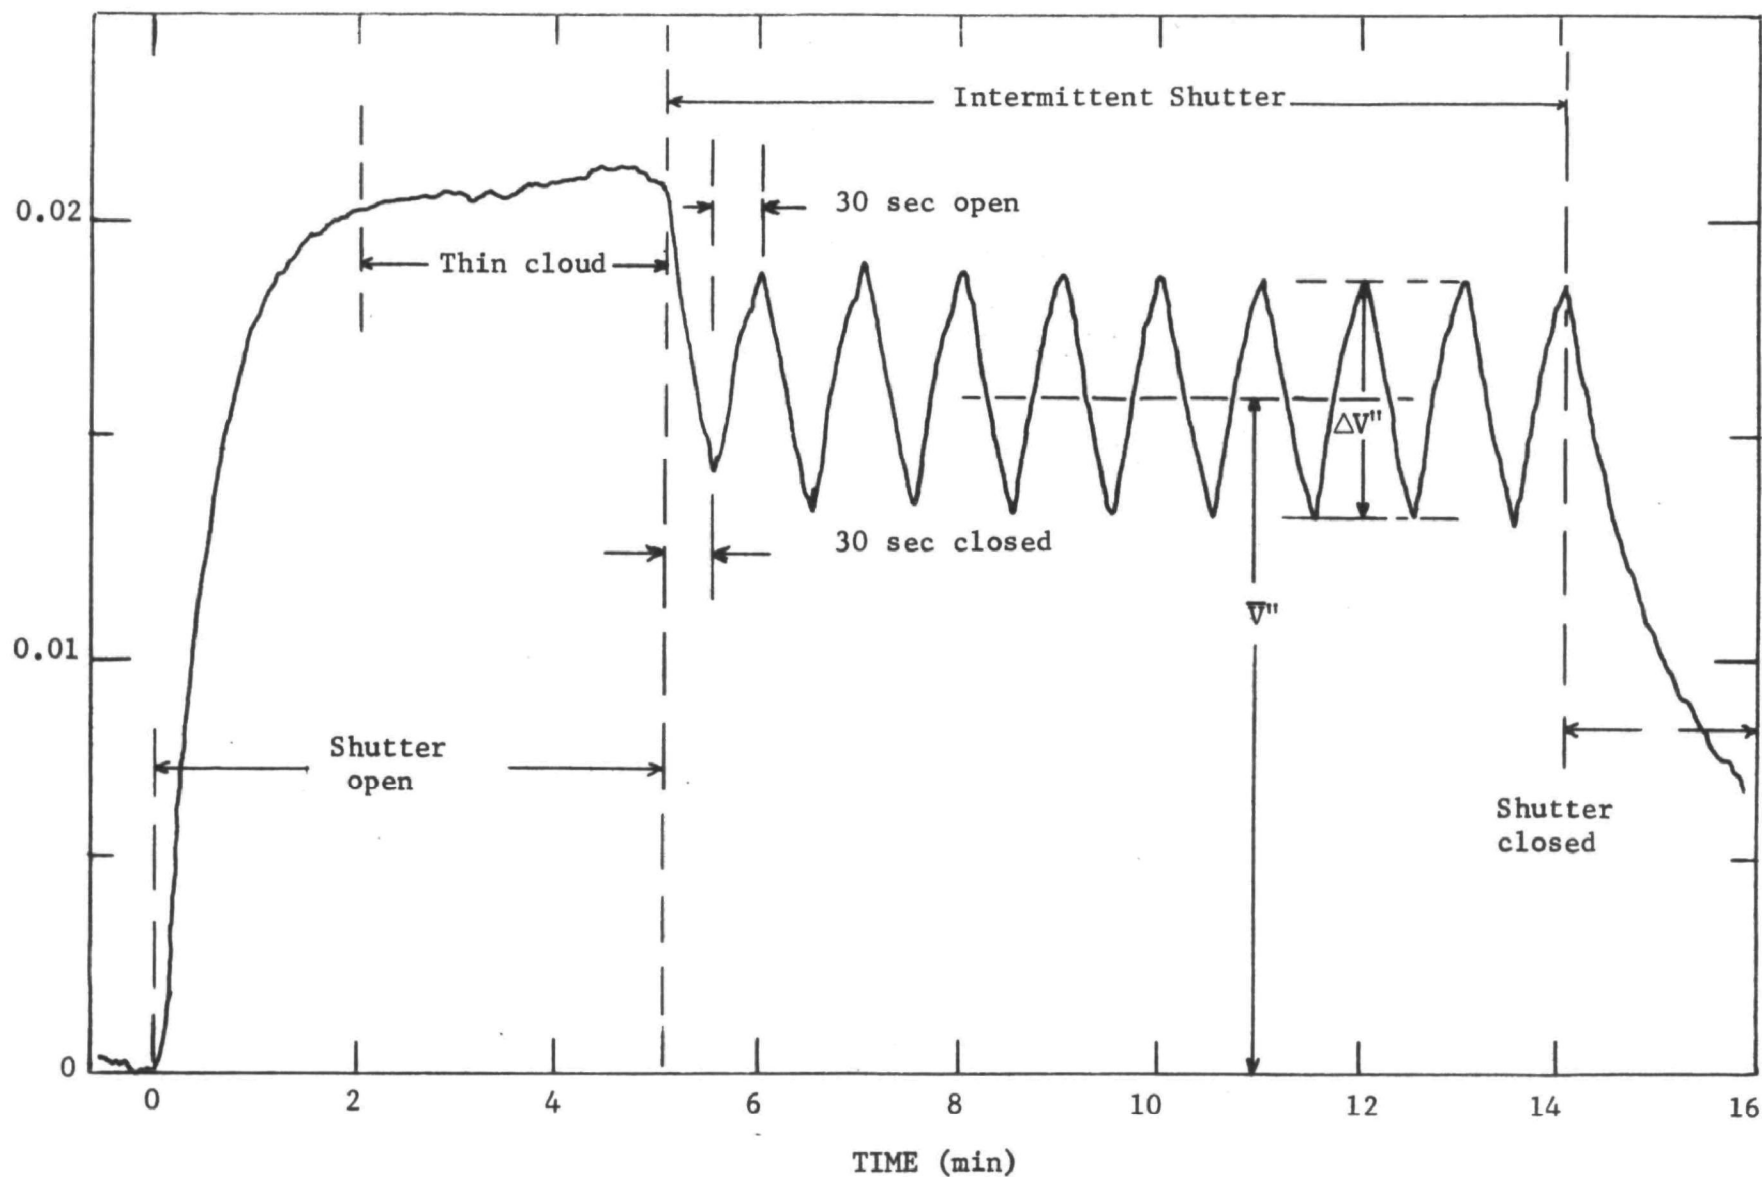 Intermittent Shutter
0.02
30 sec open
Thin cloud
△V"
30 sec closed
V̅"
0.01
Shutter
open
Shutter
closed
0
0 2 4 6 8 10 12 14 16
TIME (min)